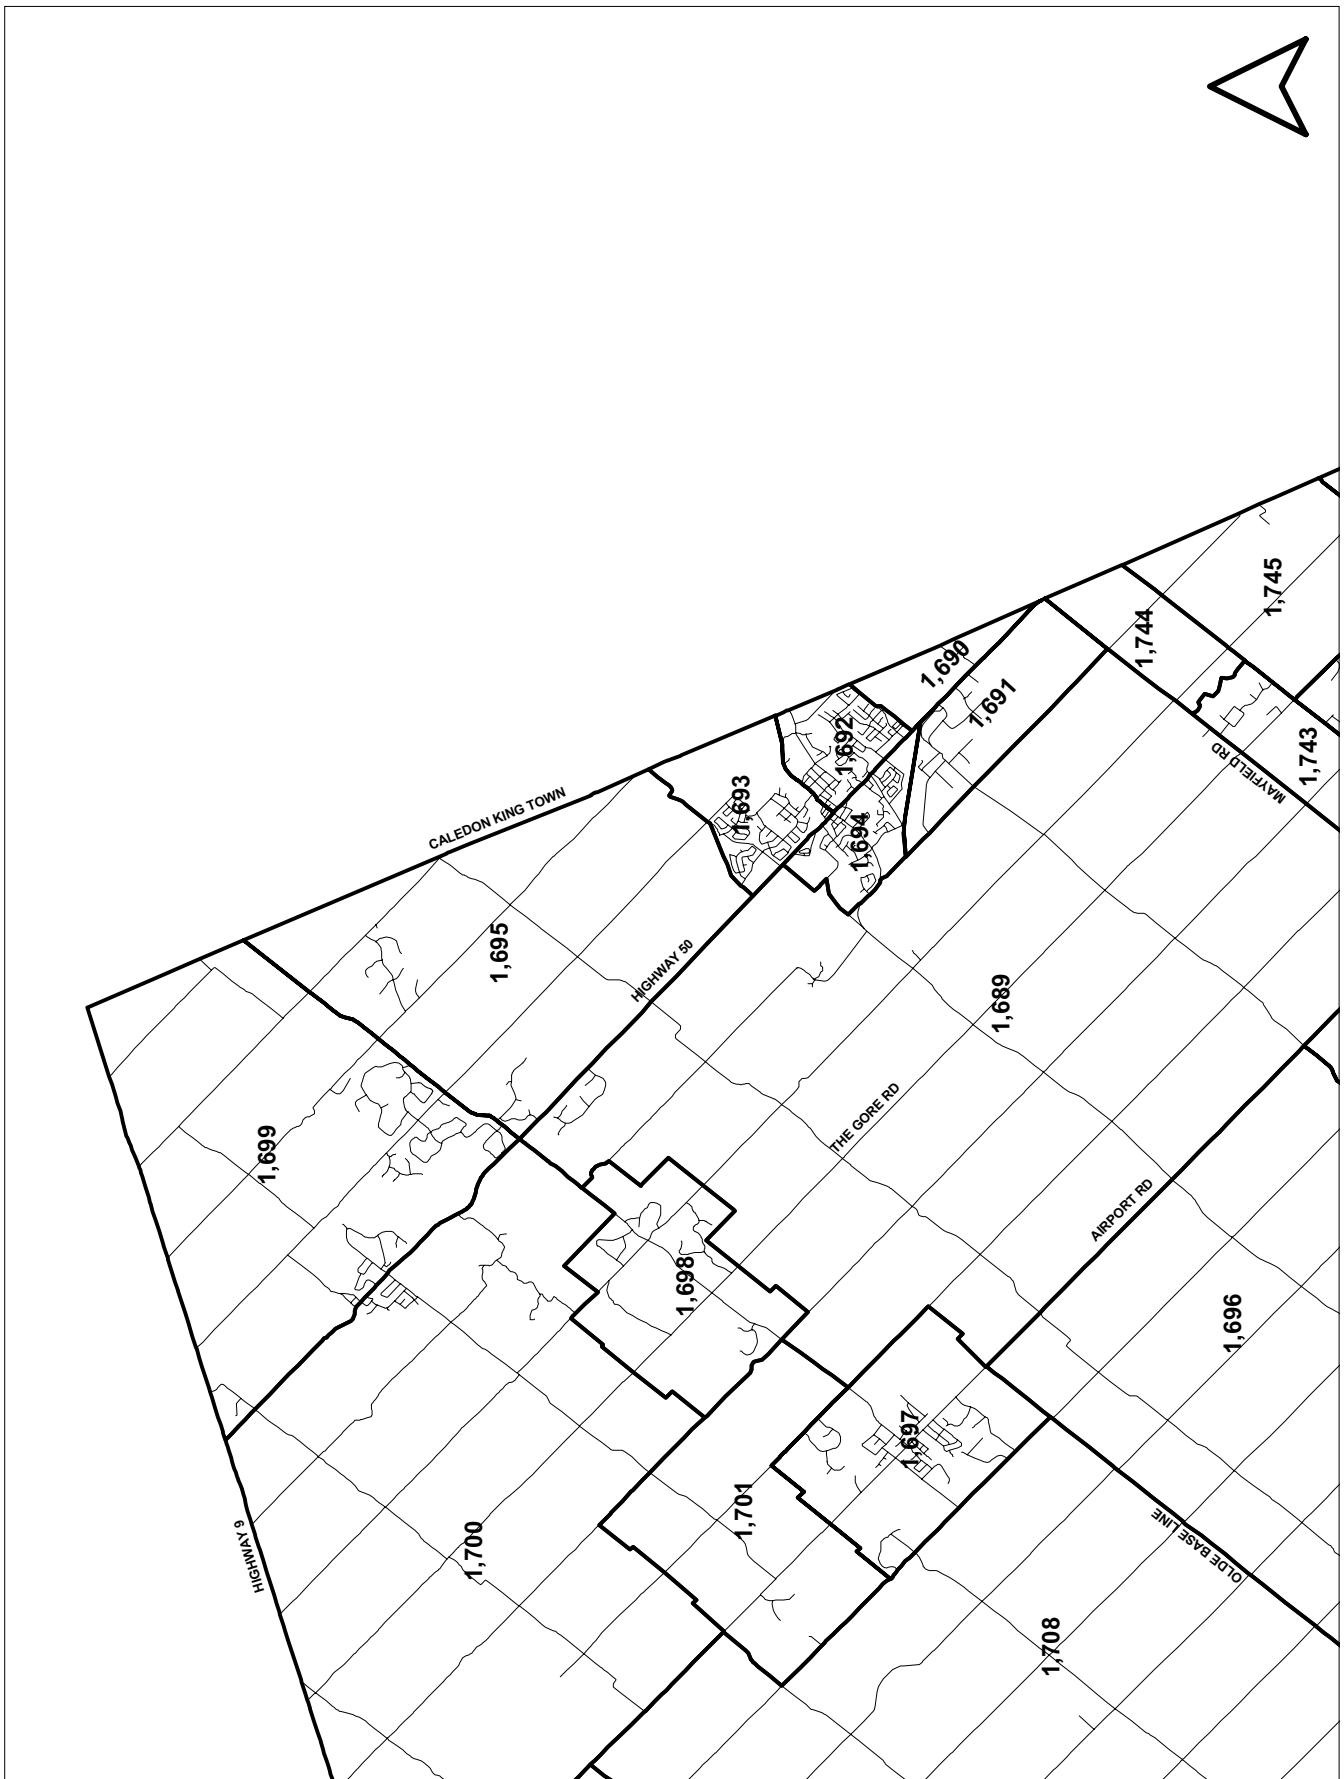 CALEDON KING TOWN
1,745
1,744
1,690
1,691
1,743
1,692
MAYFIELD RD
1,693
1,694
1,695
HIGHWAY 50
1,689
THE GORE RD
1,699
AIRPORT RD
1,698
1,696
1,697
1,701
1,700
HIGHWAY 9
OLDE BASE LINE
1,708